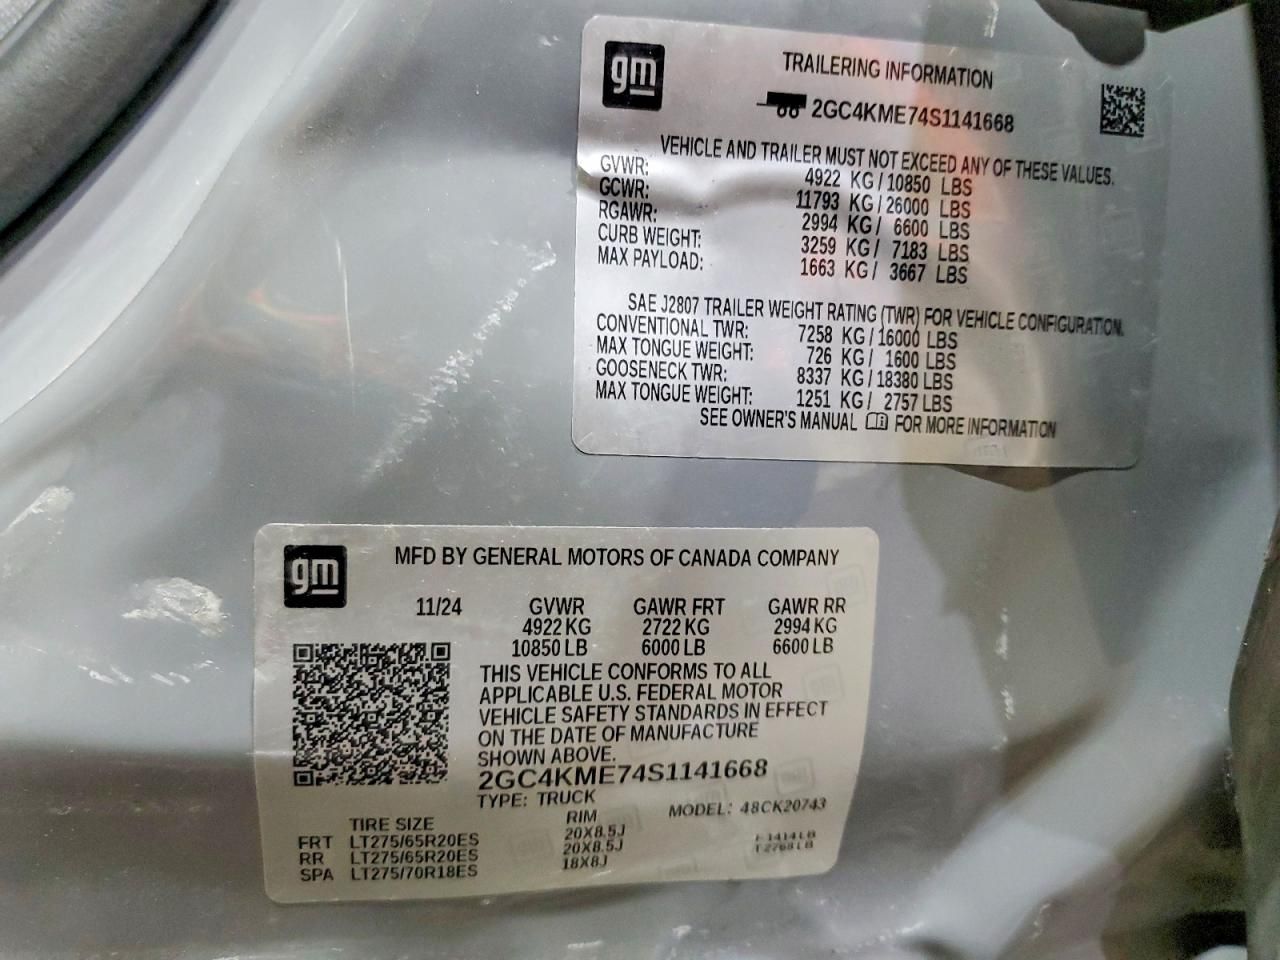 gm
TRAILERING INFORMATION
2GC4KME74S1141668
VEHICLE AND TRAILER MUST NOT EXCEED ANY OF THESE VALUES.
GVWR: 4922 KG/10850 LBS
GCWR: 11793 KG/26000 LBS
RGAWR: 2994 KG/ 6600 LBS
CURB WEIGHT: 3259 KG/ 7183 LBS
MAX PAYLOAD: 1663 KG/ 3667 LBS
SAE J2807 TRAILER WEIGHT RATING (TWR) FOR VEHICLE CONFIGURATION.
CONVENTIONAL TWR: 7258 KG/16000 LBS
MAX TONGUE WEIGHT: 726 KG/ 1600 LBS
GOOSENECK TWR: 8337 KG/18380 LBS
MAX TONGUE WEIGHT: 1251 KG/ 2757 LBS
SEE OWNER'S MANUAL FOR MORE INFORMATION
gm
MFD BY GENERAL MOTORS OF CANADA COMPANY
11/24 GVWR GAWR FRT GAWR RR
4922 KG 2722 KG 2994 KG
10850 LB 6000 LB 6600 LB
THIS VEHICLE CONFORMS TO ALL
APPLICABLE U.S. FEDERAL MOTOR
VEHICLE SAFETY STANDARDS IN EFFECT
ON THE DATE OF MANUFACTURE
SHOWN ABOVE.
2GC4KME74S1141668
TYPE: TRUCK MODEL: 48CK20743
TIRE SIZE RIM
FRT LT275/65R20ES 20X8.5J
RR LT275/65R20ES 20X8.5J
SPA LT275/70R18ES 18X8J